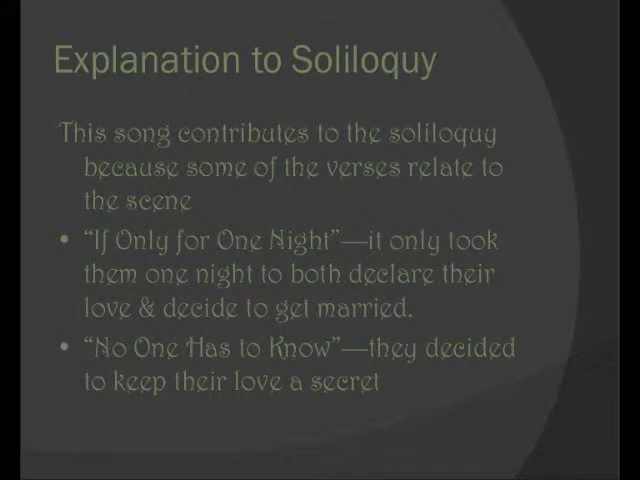 Explanation to Soliloquy
This song contributes to the soliloquy
because some of the verses relate to
the scene
• “If Only for One Night”—it only took
them one night to both declare their
love & decide to get married.
• “No One Has to Know”—they decided
to keep their love a secret